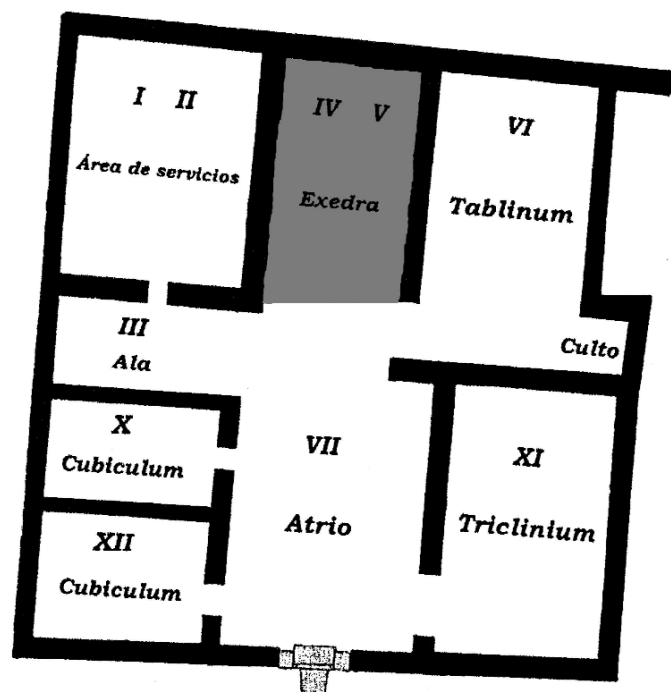 I II
Área de servicios
IV V
Exedra
VI
Tablinum
III
Ala
Culto
X
Cubiculum
VII
Atrio
XI
Triclinium
XII
Cubiculum